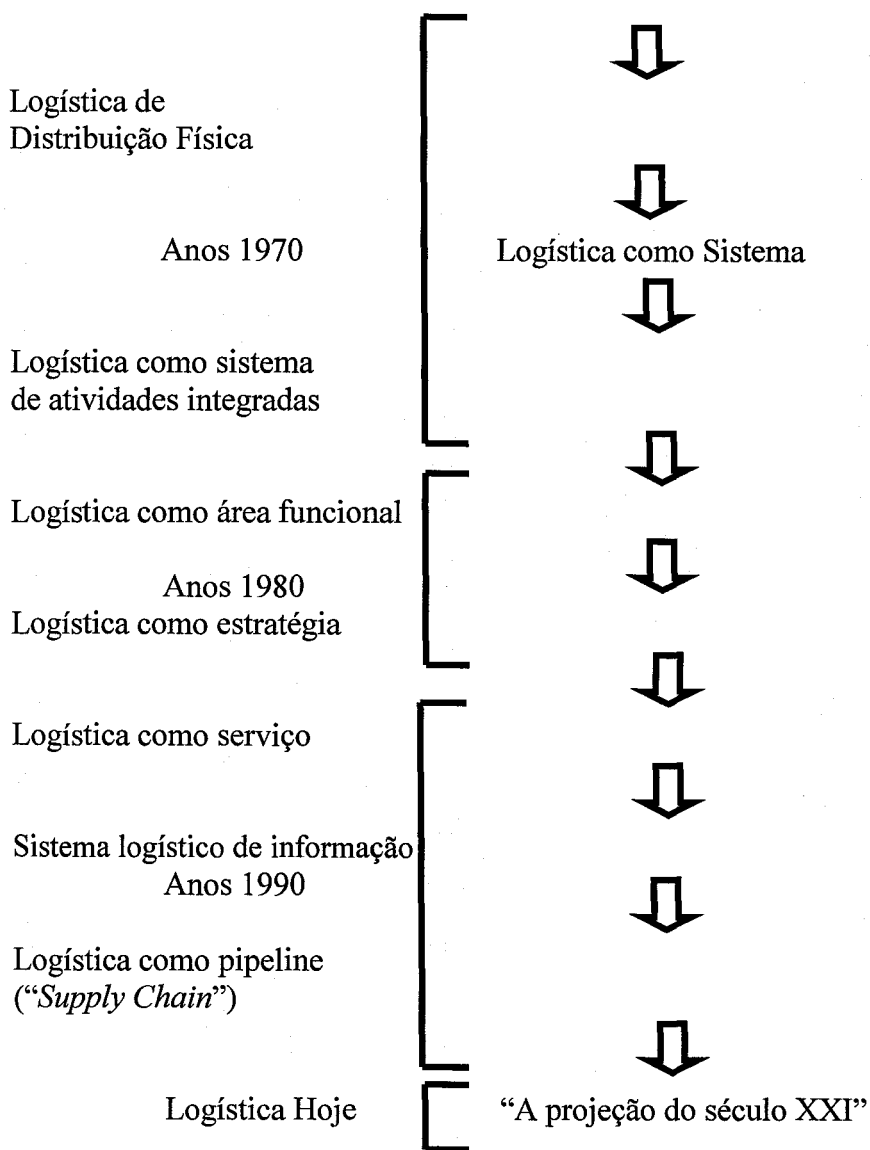 Logística de
Distribuição Física
Anos 1970
Logística como Sistema
Logística como sistema
de atividades integradas
Logística como área funcional
Anos 1980
Logística como estratégia
Logística como serviço
Sistema logístico de informação
Anos 1990
Logística como pipeline
(“Supply Chain”)
Logística Hoje
“A projeção do século XXI”